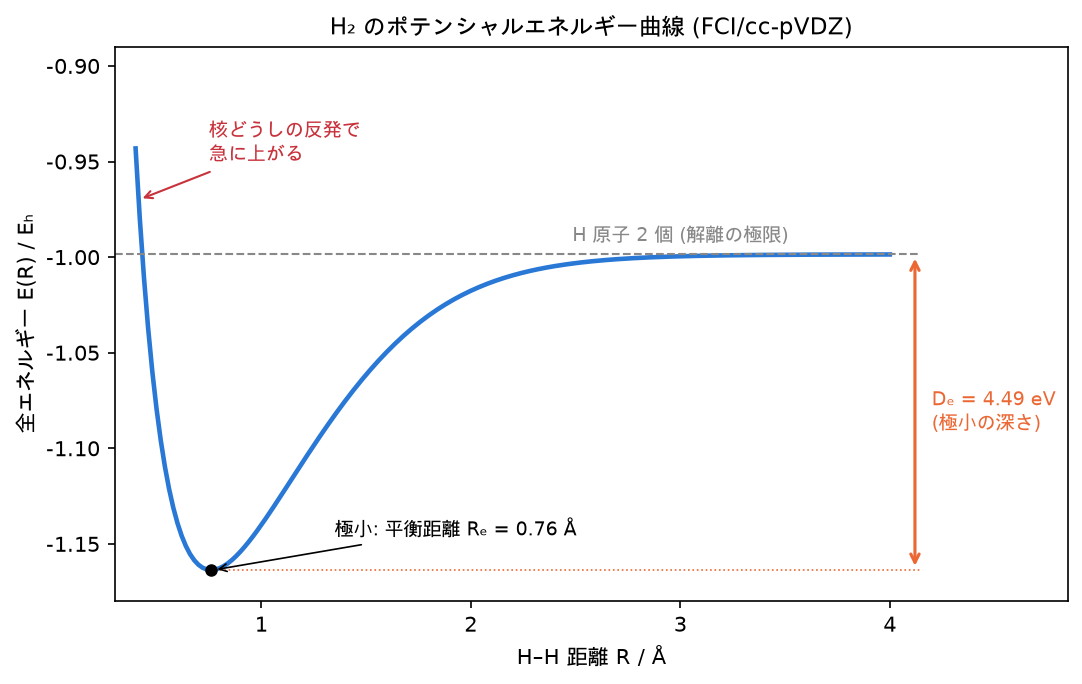 H₂ のポテンシャルエネルギー曲線 (FCI/cc-pVDZ)
全エネルギー E(R) / Eₕ
-0.90
-0.95
-1.00
-1.05
-1.10
-1.15
核どうしの反発で
急に上がる
H 原子 2 個 (解離の極限)
Dₑ = 4.49 eV
(極小の深さ)
極小: 平衡距離 Rₑ = 0.76 Å
1
2
3
4
H–H 距離 R / Å